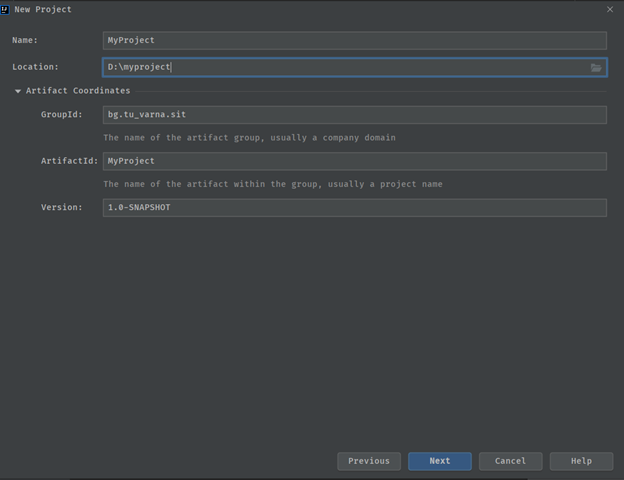 New Project
Name: MyProject
Location: D:\myproject
Artifact Coordinates
GroupId: bg.tu_varna.sit
The name of the artifact group, usually a company domain
ArtifactId: MyProject
The name of the artifact within the group, usually a project name
Version: 1.0-SNAPSHOT
Previous Next Cancel Help